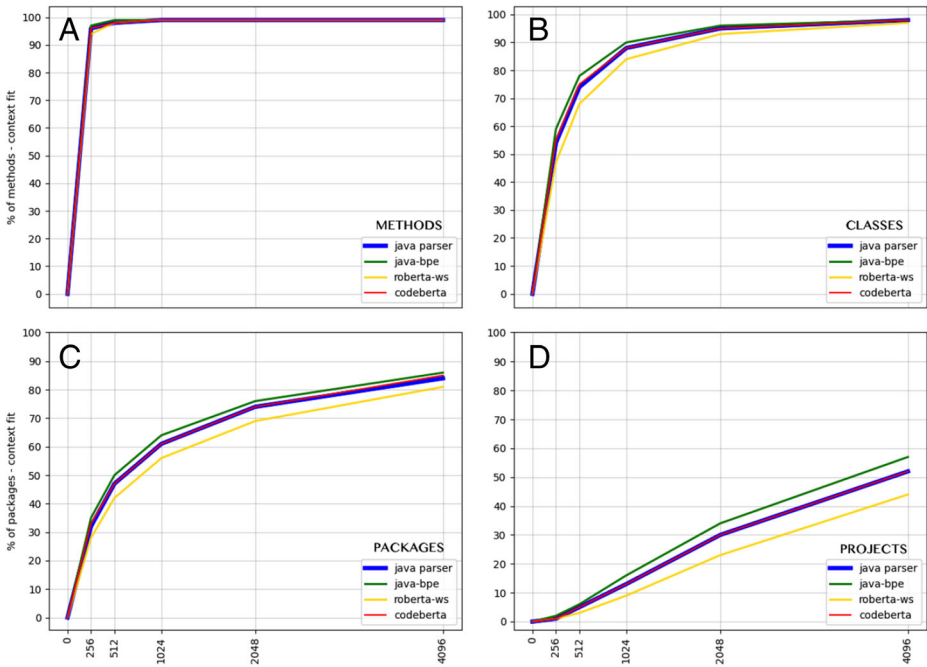 A
100
90
80
70
60
50
40
30
20
10
0
% of methods - context fit
METHODS
java parser
java-bpe
roberta-ws
codeberta
B
100
90
80
70
60
50
40
30
20
10
0
CLASSES
java parser
java-bpe
roberta-ws
codeberta
C
100
90
80
70
60
50
40
30
20
10
0
% of packages - context fit
PACKAGES
java parser
java-bpe
roberta-ws
codeberta
0 256 512 1024 2048 4096
D
100
90
80
70
60
50
40
30
20
10
0
PROJECTS
java parser
java-bpe
roberta-ws
codeberta
0 256 512 1024 2048 4096